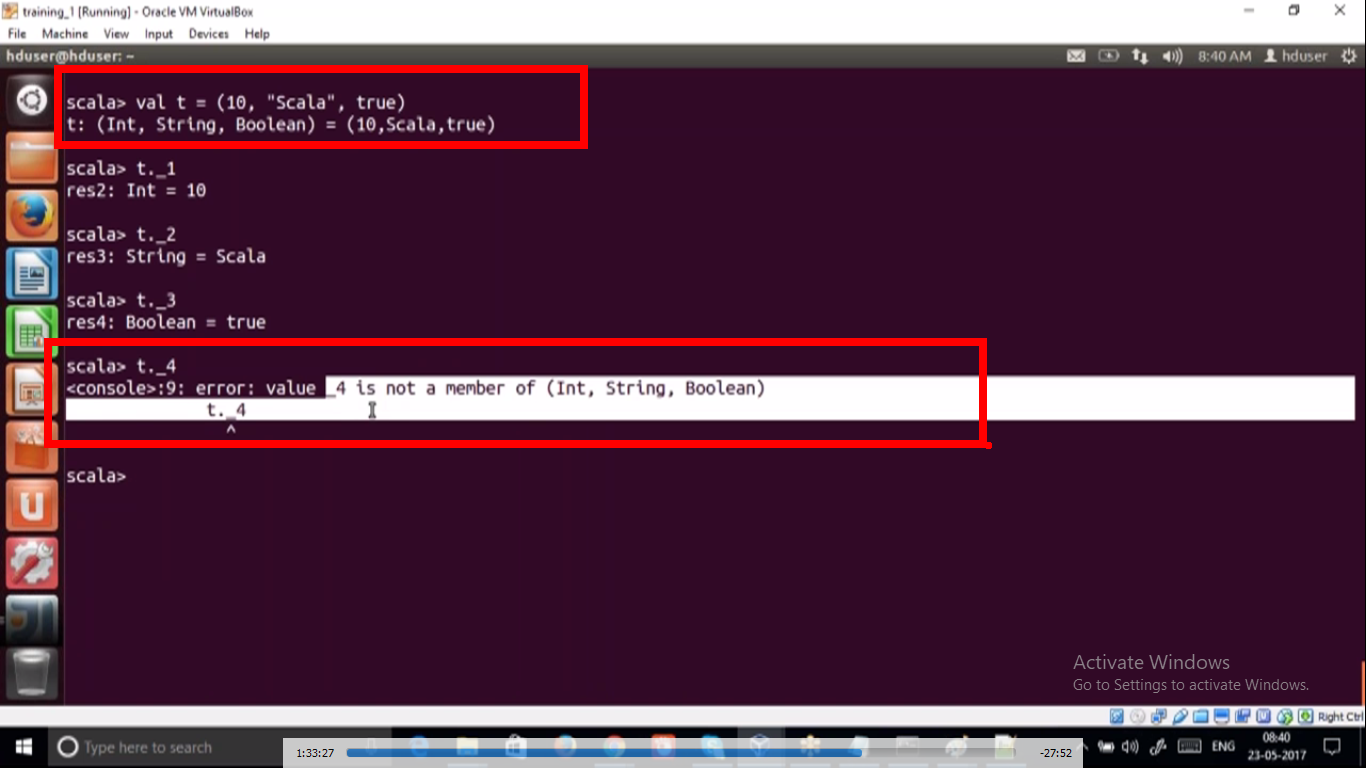 training_1 [Running] - Oracle VM VirtualBox
File Machine View Input Devices Help
hduser@hduser: ~
8:40 AM hduser
scala> val t = (10, "Scala", true)
t: (Int, String, Boolean) = (10,Scala,true)
scala> t._1
res2: Int = 10
scala> t._2
res3: String = Scala
scala> t._3
res4: Boolean = true
scala> t._4
<console>:9: error: value _4 is not a member of (Int, String, Boolean)
t._4
^
scala>
Activate Windows
Go to Settings to activate Windows.
Right Ctrl
Type here to search
1:33:27
-27:52
ENG
08:40
23-05-2017